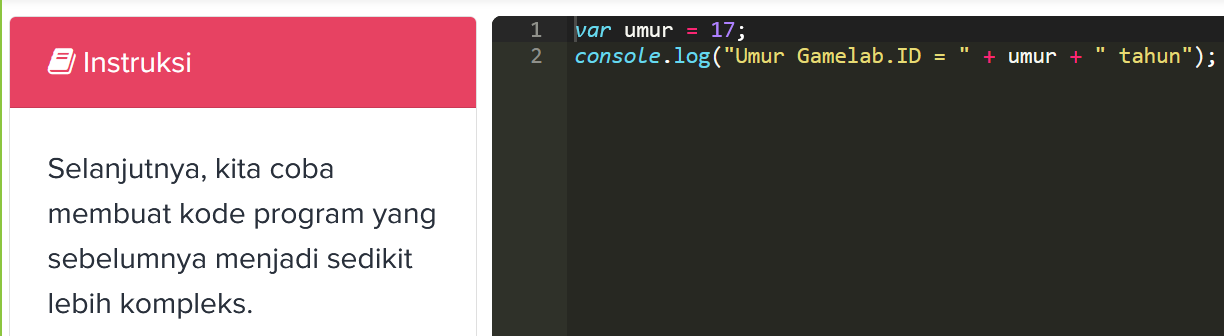 Instruksi
Selanjutnya, kita coba
membuat kode program yang
sebelumnya menjadi sedikit
lebih kompleks.
1 var umur = 17;
2 console.log("Umur Gamelab.ID = " + umur + " tahun");